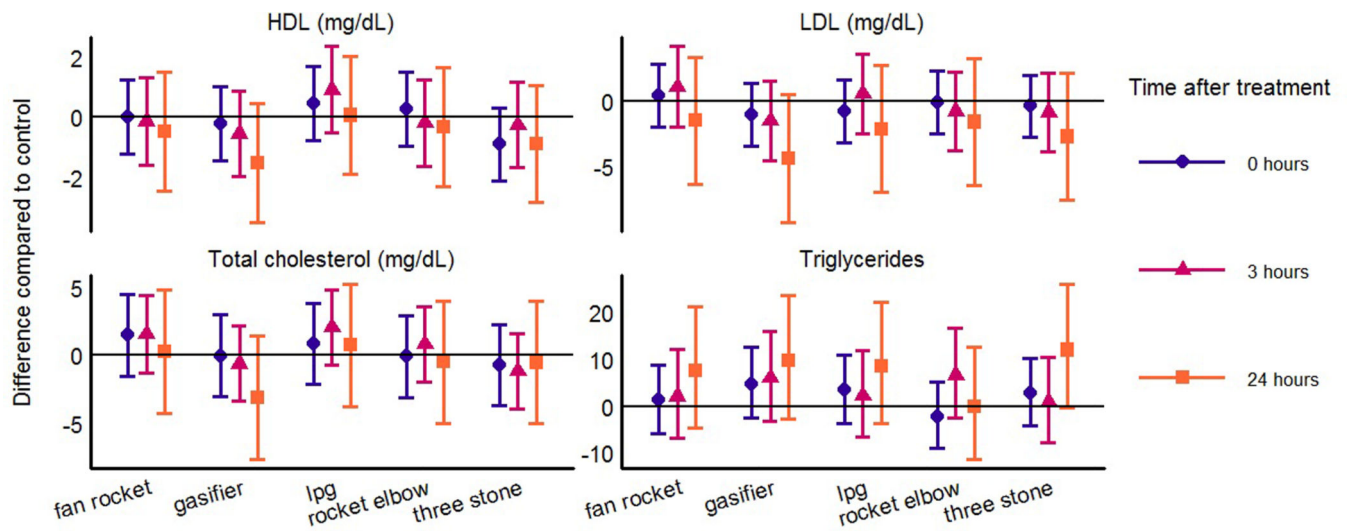 HDL (mg/dL)
LDL (mg/dL)
Difference compared to control
2
0
-2
0
-5
Time after treatment
0 hours
3 hours
24 hours
Total cholesterol (mg/dL)
Triglycerides
5
0
-5
20
10
0
-10
fan rocket
gasifier
lpg
rocket elbow
three stone
fan rocket
gasifier
lpg
rocket elbow
three stone